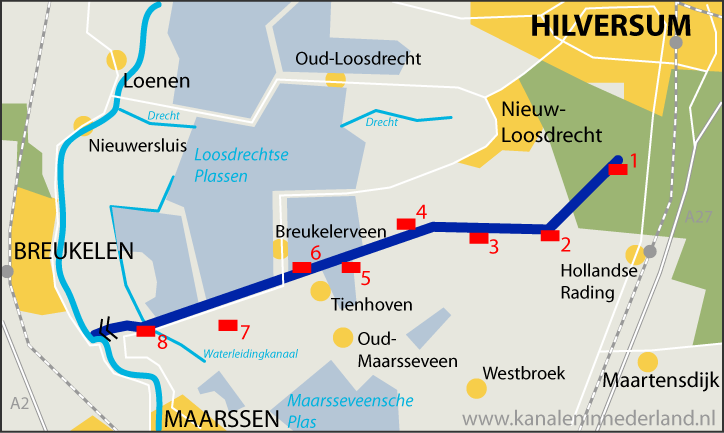 HILVERSUM
Oud-Loosdrecht
Loenen
Drecht
Drecht
Nieuw-
Loosdrecht
Nieuwersluis
Loosdrechtse
Plassen
1
A27
4
Breukelerveen
3
2
BREUKELEN
6
5
Hollandse
Rading
Tienhoven
7
8
Oud-
Maarsseveen
Waterleidingkanaal
Westbroek
Maartensdijk
A2
Maarsseveensche
Plas
MAARSSEN
www.kanaleninnederland.nl